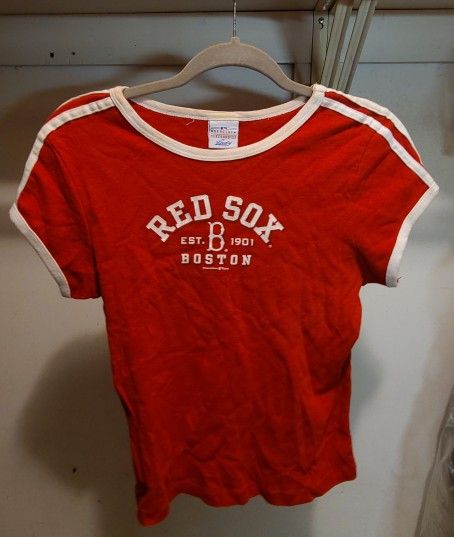 RED SOX
EST. B 1901
BOSTON